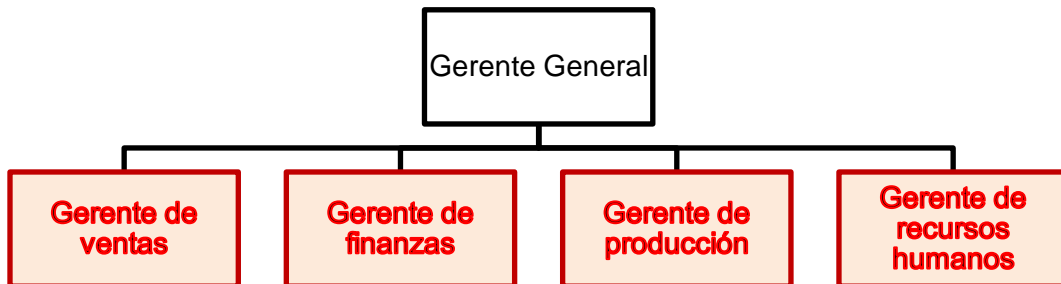 Gerente General
Gerente de
ventas
Gerente de
finanzas
Gerente de
producción
Gerente de
recursos
humanos